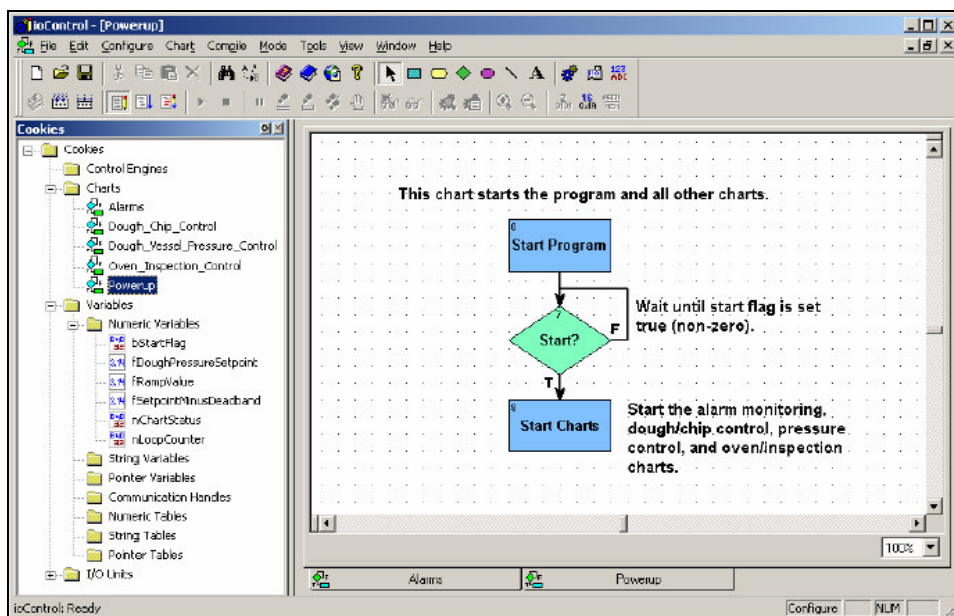 ioControl - [Powerup]
File Edit Configure Chart Compile Mode Tools View Window Help
Cookies
Cookies
Control Engines
Charts
Alarms
Dough_Chip_Control
Dough_Vessel_Pressure_Control
Oven_Inspection_Control
Powerup
Variables
Numeric Variables
bStartFlag
fDoughPressureSetpoint
fRampValue
fSetpointMinusDeadband
nChartStatus
nLoopCounter
String Variables
Pointer Variables
Communication Handles
Numeric Tables
String Tables
Pointer Tables
I/O Units
This chart starts the program and all other charts.
0
Start Program
7
Start?
F
T
Wait until start flag is set
true (non-zero).
8
Start Charts
Start the alarm monitoring,
dough/chip control, pressure
control, and oven/inspection
charts.
100%
Alarms
Powerup
ioControl: Ready
Configure
NUM